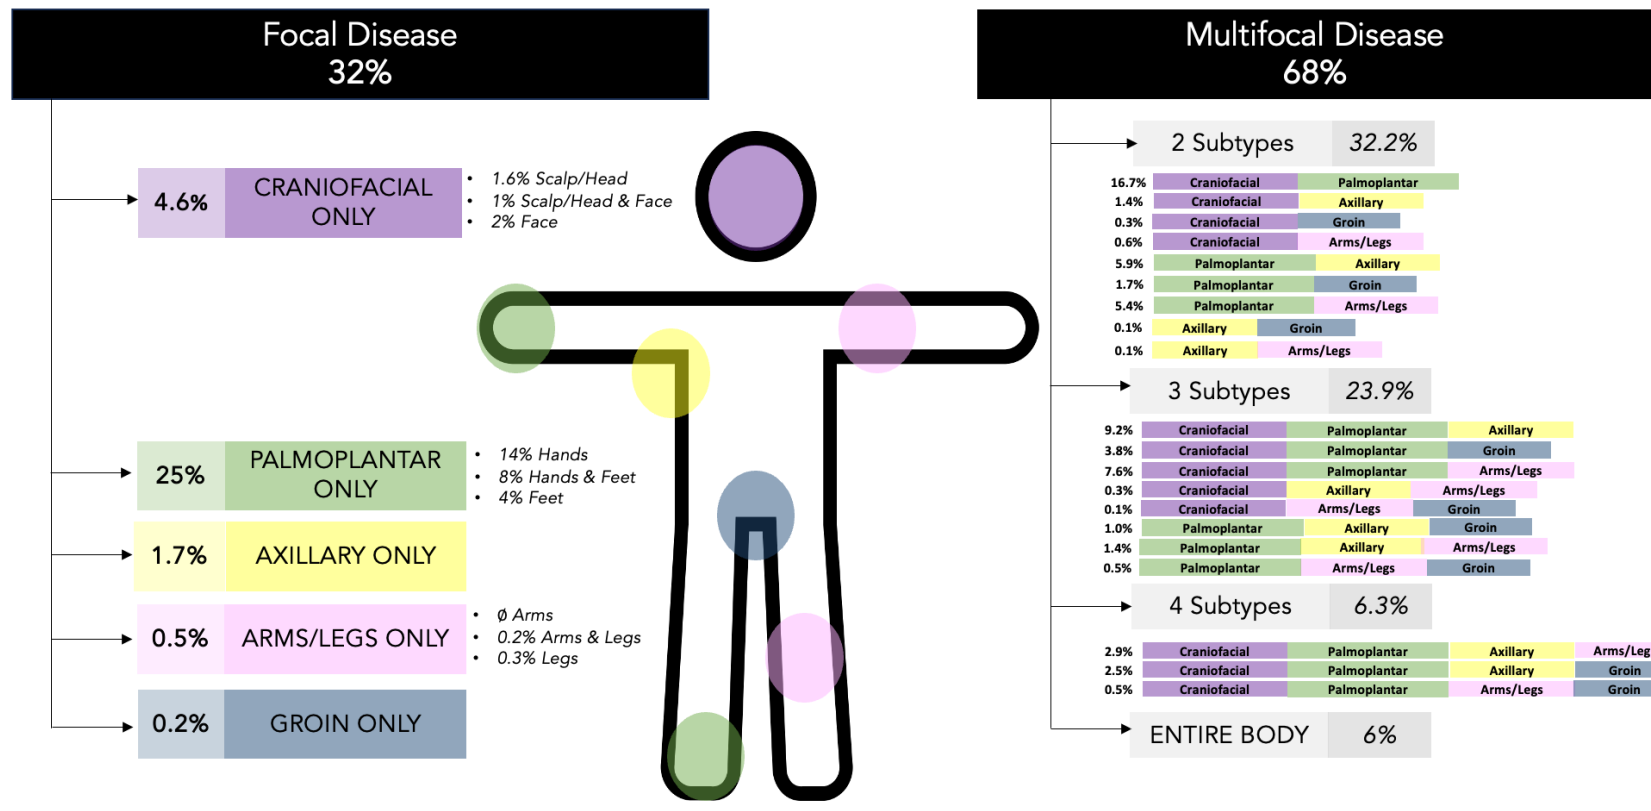 Focal Disease
32%
4.6% CRANIOFACIAL ONLY
• 1.6% Scalp/Head
• 1% Scalp/Head & Face
• 2% Face
25% PALMOPLANTAR ONLY
• 14% Hands
• 8% Hands & Feet
• 4% Feet
1.7% AXILLARY ONLY
0.5% ARMS/LEGS ONLY
• ∅ Arms
• 0.2% Arms & Legs
• 0.3% Legs
0.2% GROIN ONLY
Multifocal Disease
68%
2 Subtypes 32.2%
16.7% Craniofacial Palmoplantar
1.4% Craniofacial Axillary
0.3% Craniofacial Groin
0.6% Craniofacial Arms/Legs
5.9% Palmoplantar Axillary
1.7% Palmoplantar Groin
5.4% Palmoplantar Arms/Legs
0.1% Axillary Groin
0.1% Axillary Arms/Legs
3 Subtypes 23.9%
9.2% Craniofacial Palmoplantar Axillary
3.8% Craniofacial Palmoplantar Groin
7.6% Craniofacial Palmoplantar Arms/Legs
0.3% Craniofacial Axillary Arms/Legs
0.1% Craniofacial Arms/Legs Groin
1.0% Palmoplantar Axillary Groin
1.4% Palmoplantar Axillary Arms/Legs
0.5% Palmoplantar Arms/Legs Groin
4 Subtypes 6.3%
2.9% Craniofacial Palmoplantar Axillary Arms/Leg
2.5% Craniofacial Palmoplantar Axillary Groin
0.5% Craniofacial Palmoplantar Arms/Legs Groin
ENTIRE BODY 6%